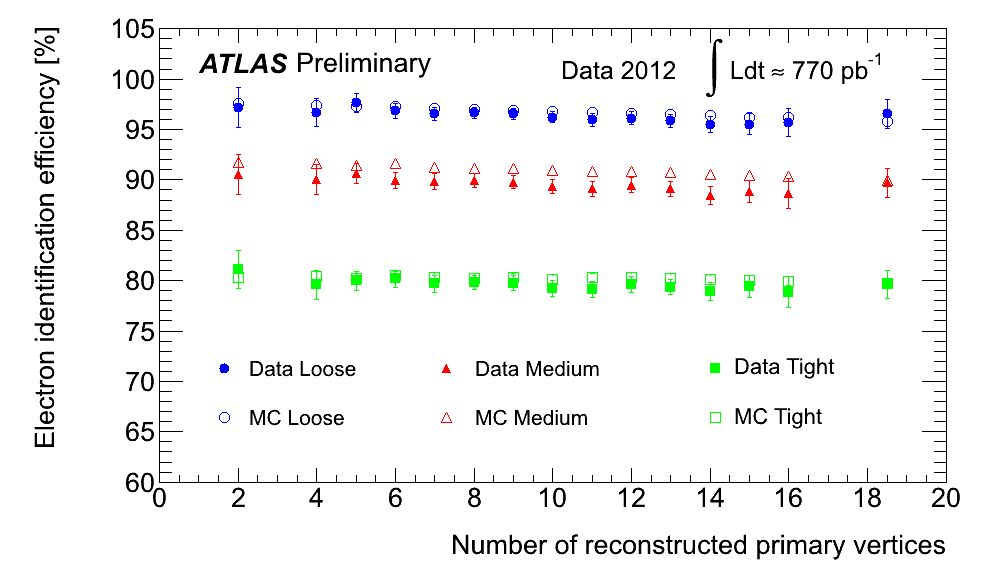 Electron identification efficiency [%]
105
100
95
90
85
80
75
70
65
60
ATLAS Preliminary
Data 2012 ∫ Ldt ≈ 770 pb⁻¹
Data Loose
Data Medium
Data Tight
MC Loose
MC Medium
MC Tight
0 2 4 6 8 10 12 14 16 18 20
Number of reconstructed primary vertices